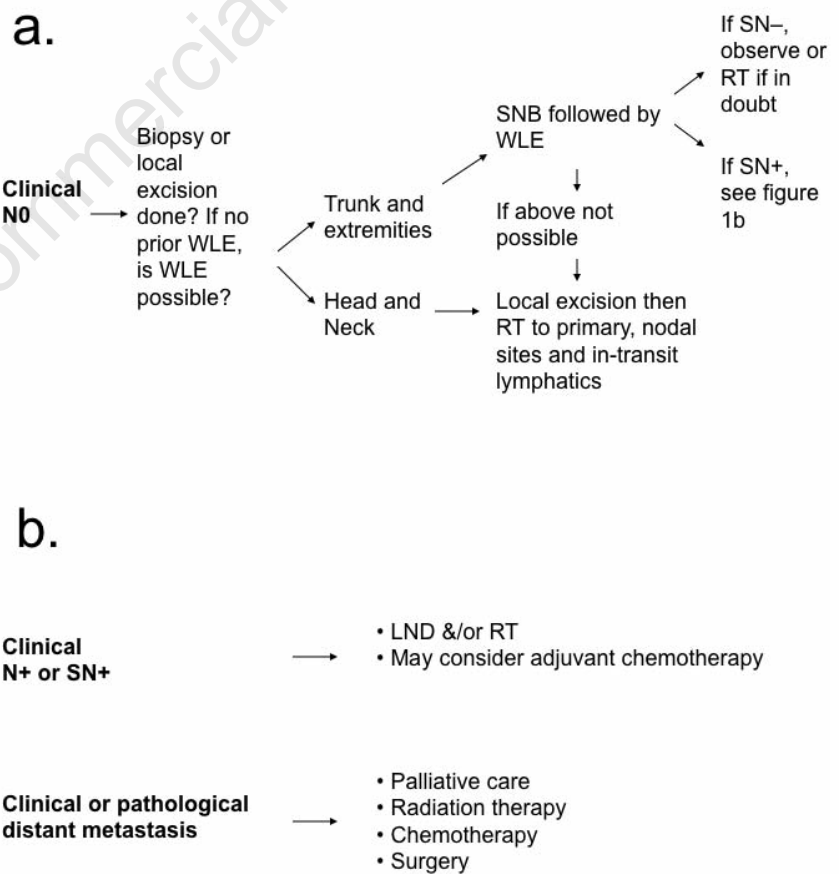 a.
Clinical
N0
Biopsy or
local
excision
done? If no
prior WLE,
is WLE
possible?
Trunk and
extremities
Head and
Neck
SNB followed by
WLE
If above not
possible
Local excision then
RT to primary, nodal
sites and in-transit
lymphatics
If SN–,
observe or
RT if in
doubt
If SN+,
see figure
1b
b.
Clinical
N+ or SN+
• LND &/or RT
• May consider adjuvant chemotherapy
Clinical or pathological
distant metastasis
• Palliative care
• Radiation therapy
• Chemotherapy
• Surgery